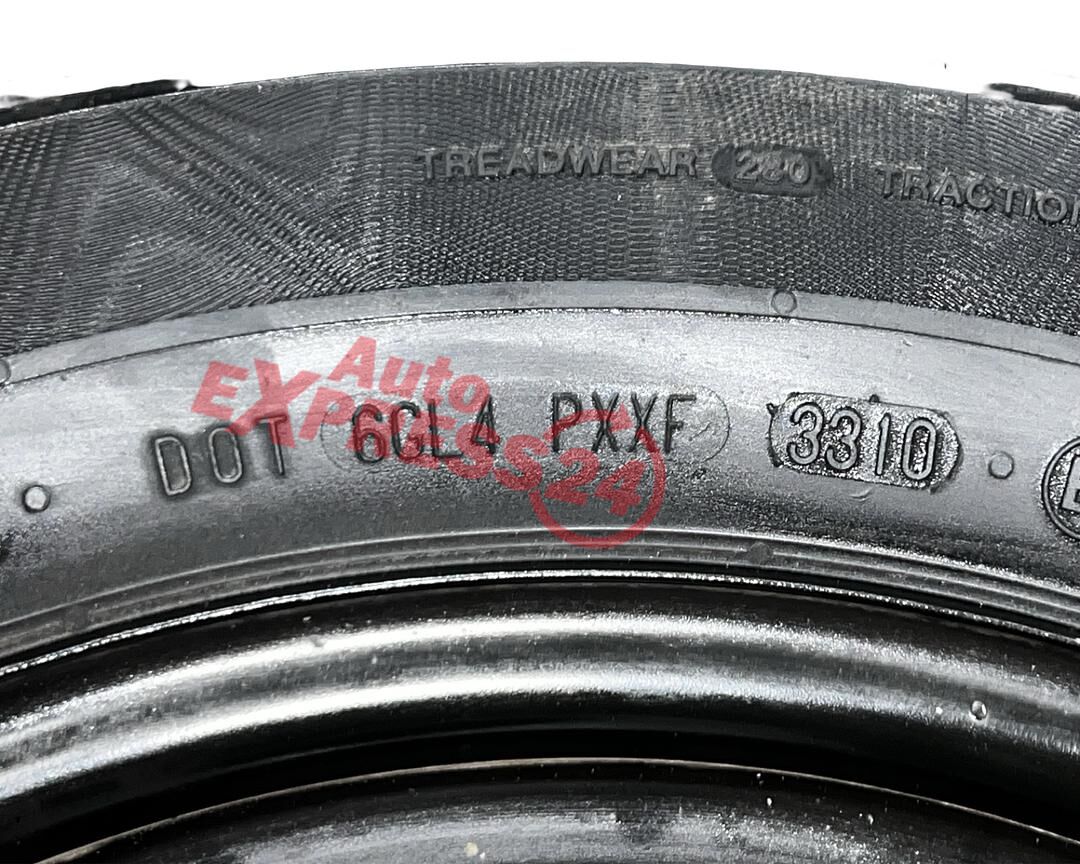 TREADWEAR 280 TRACTION
Auto
EXPRESS24
DOT 6GL4 PXXF 3310